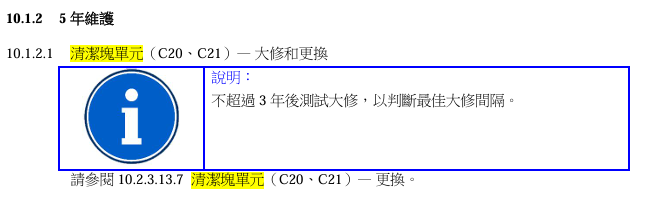 10.1.2 5 年維護
10.1.2.1 清潔塊單元（C20、C21）— 大修和更換
說明：
不超過 3 年後測試大修，以判斷最佳大修間隔。
請參閱 10.2.3.13.7 清潔塊單元（C20、C21）— 更換。